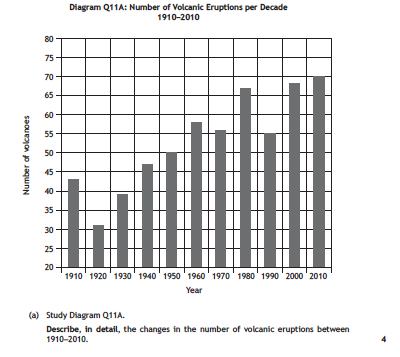 Diagram Q11A: Number of Volcanic Eruptions per Decade
1910–2010
80
75
70
65
60
55
50
45
40
35
30
25
20
Number of volcanoes
1910 1920 1930 1940 1950 1960 1970 1980 1990 2000 2010
Year
(a) Study Diagram Q11A.
Describe, in detail, the changes in the number of volcanic eruptions between
1910–2010.
4